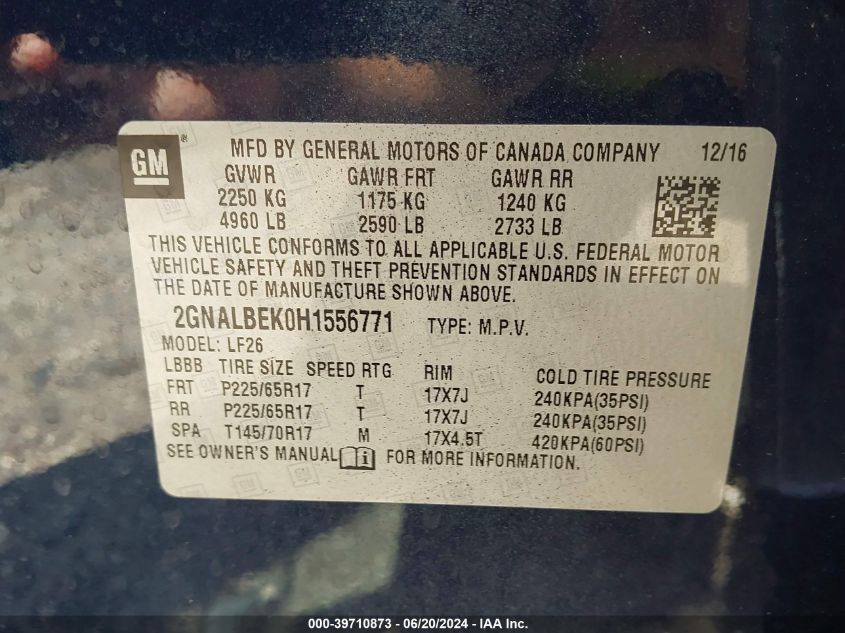 GM ® MFD BY GENERAL MOTORS OF CANADA COMPANY 12/16
GVWR GAWR FRT GAWR RR
2250 KG 1175 KG 1240 KG
4960 LB 2590 LB 2733 LB
THIS VEHICLE CONFORMS TO ALL APPLICABLE U.S. FEDERAL MOTOR
VEHICLE SAFETY AND THEFT PREVENTION STANDARDS IN EFFECT ON
THE DATE OF MANUFACTURE SHOWN ABOVE.
2GNALBEK0H1556771 TYPE: M.P.V.
MODEL: LF26
LBBB TIRE SIZE SPEED RTG RIM COLD TIRE PRESSURE
FRT P225/65R17 T 17X7J 240KPA(35PSI)
RR P225/65R17 T 17X7J 240KPA(35PSI)
SPA T145/70R17 M 17X4.5T 420KPA(60PSI)
SEE OWNER'S MANUAL i FOR MORE INFORMATION.
000-39710873 - 06/20/2024 - IAA Inc.